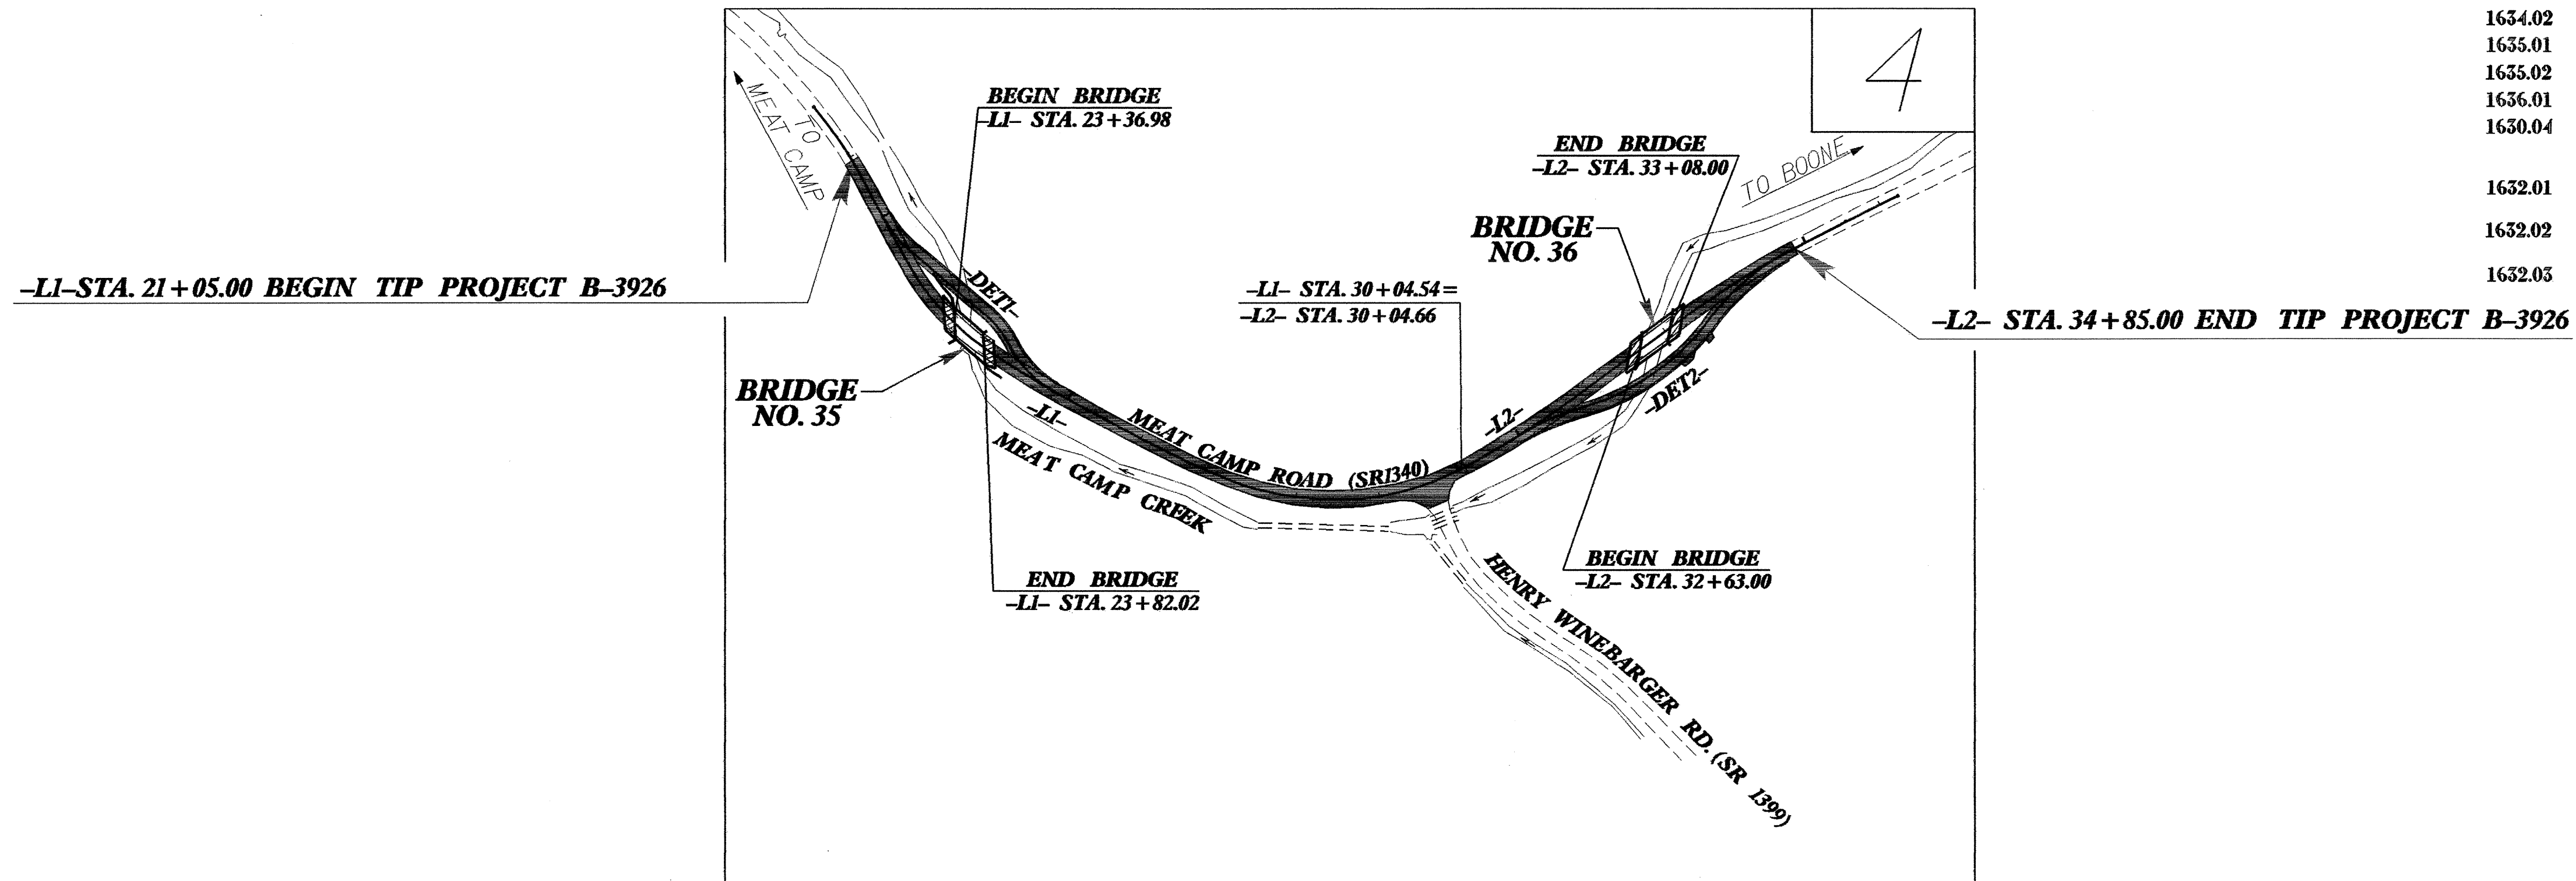 1634.02
1635.01
1635.02
1636.01
1630.04
1632.01
1632.02
1632.03
4
TO
MEAT CAMP
BEGIN BRIDGE
-L1- STA. 23+36.98
END BRIDGE
-L2- STA. 33+08.00
TO BOONE
BRIDGE
NO. 36
-L1-STA. 21+05.00 BEGIN TIP PROJECT B-3926
-DET1-
-L1- STA. 30+04.54=
-L2- STA. 30+04.66
-L2- STA. 34+85.00 END TIP PROJECT B-3926
BRIDGE
NO. 35
-L1-
MEAT CAMP ROAD (SR1340)
-L2-
-DET2-
MEAT CAMP CREEK
END BRIDGE
-L1- STA. 23+82.02
BEGIN BRIDGE
-L2- STA. 32+63.00
HENRY WINEBARGER RD. (SR 1399)